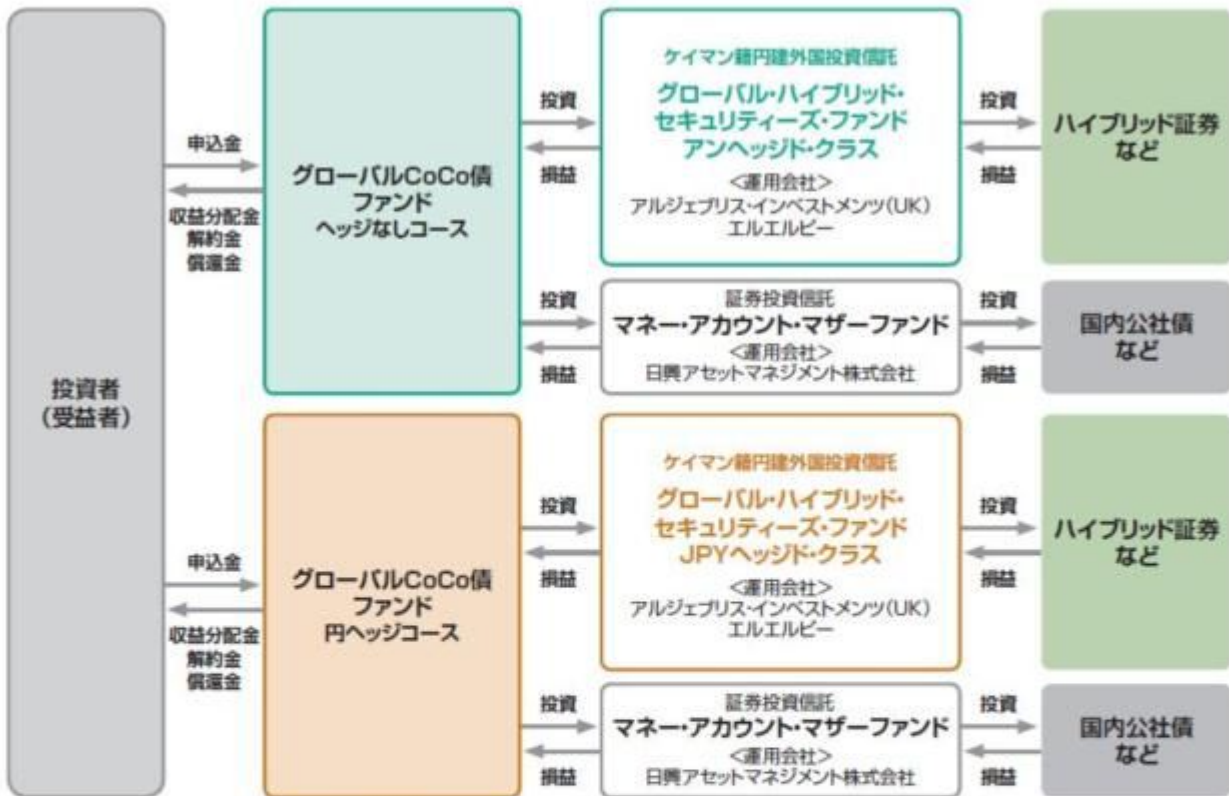 投資者
(受益者)
申込金
収益分配金
解約金
償還金
グローバルCoCo債
ファンド
ヘッジなしコース
投資
損益
ケイマン籍円建外国投資信託
グローバル・ハイブリッド・
セキュリティーズ・ファンド
アンヘッジド・クラス
<運用会社>
アルジェブリス・インベストメンツ(UK)
エルエルピー
投資
損益
ハイブリッド証券
など
投資
損益
証券投資信託
マネー・アカウント・マザーファンド
<運用会社>
日興アセットマネジメント株式会社
投資
損益
国内公社債
など
申込金
収益分配金
解約金
償還金
グローバルCoCo債
ファンド
円ヘッジコース
投資
損益
ケイマン籍円建外国投資信託
グローバル・ハイブリッド・
セキュリティーズ・ファンド
JPYヘッジド・クラス
<運用会社>
アルジェブリス・インベストメンツ(UK)
エルエルピー
投資
損益
ハイブリッド証券
など
投資
損益
証券投資信託
マネー・アカウント・マザーファンド
<運用会社>
日興アセットマネジメント株式会社
投資
損益
国内公社債
など